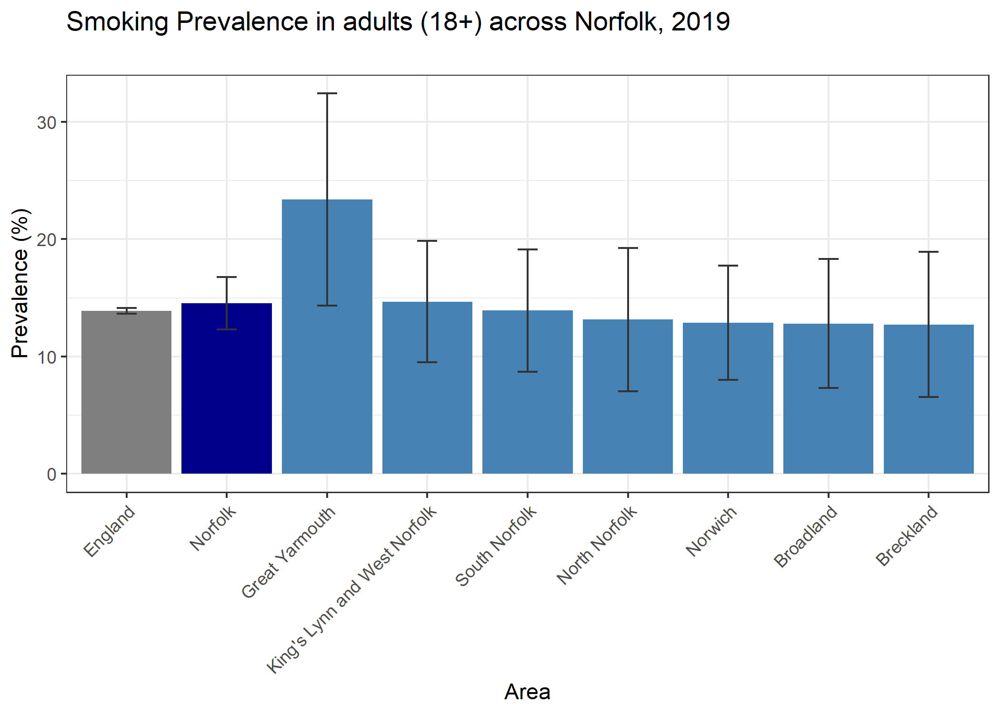 Smoking Prevalence in adults (18+) across Norfolk, 2019
Prevalence (%)
30
20
10
0
England
Norfolk
Great Yarmouth
King's Lynn and West Norfolk
South Norfolk
North Norfolk
Norwich
Broadland
Breckland
Area